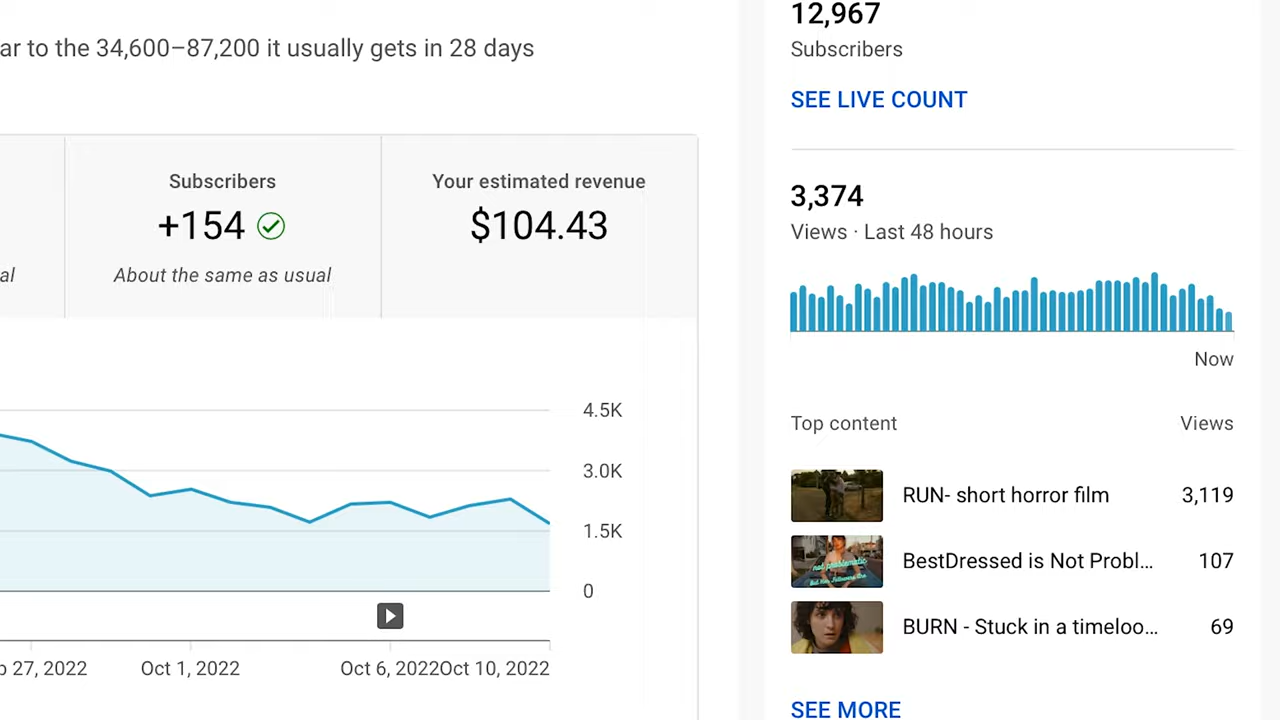 ar to the 34,600–87,200 it usually gets in 28 days
al
Subscribers
+154
About the same as usual
Your estimated revenue
$104.43
4.5K
3.0K
1.5K
0
27, 2022
Oct 1, 2022
Oct 6, 2022
Oct 10, 2022
12,967
Subscribers
SEE LIVE COUNT
3,374
Views · Last 48 hours
Now
Top content Views
RUN- short horror film 3,119
BestDressed is Not Probl... 107
BURN - Stuck in a timeloo... 69
SEE MORE